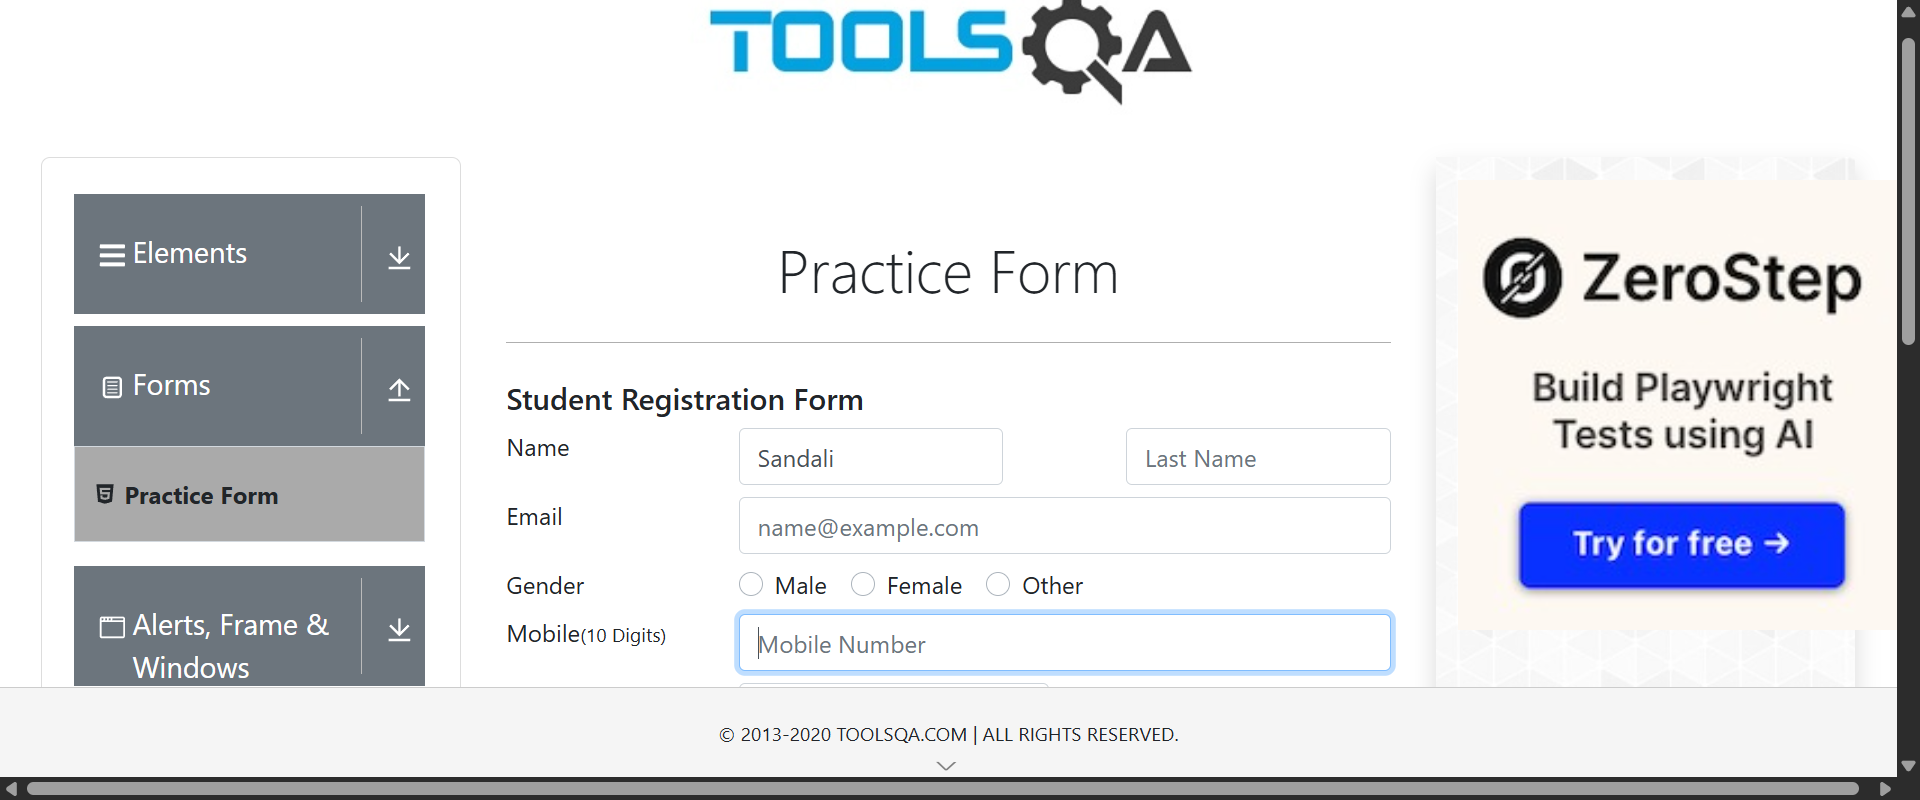 TOOLSQA
Elements
Forms
Practice Form
Alerts, Frame &
Windows
Practice Form
Student Registration Form
Name
Sandali
Last Name
Email
name@example.com
Gender
Male
Female
Other
Mobile(10 Digits)
Mobile Number
ZeroStep
Build Playwright
Tests using AI
Try for free →
© 2013-2020 TOOLSQA.COM | ALL RIGHTS RESERVED.